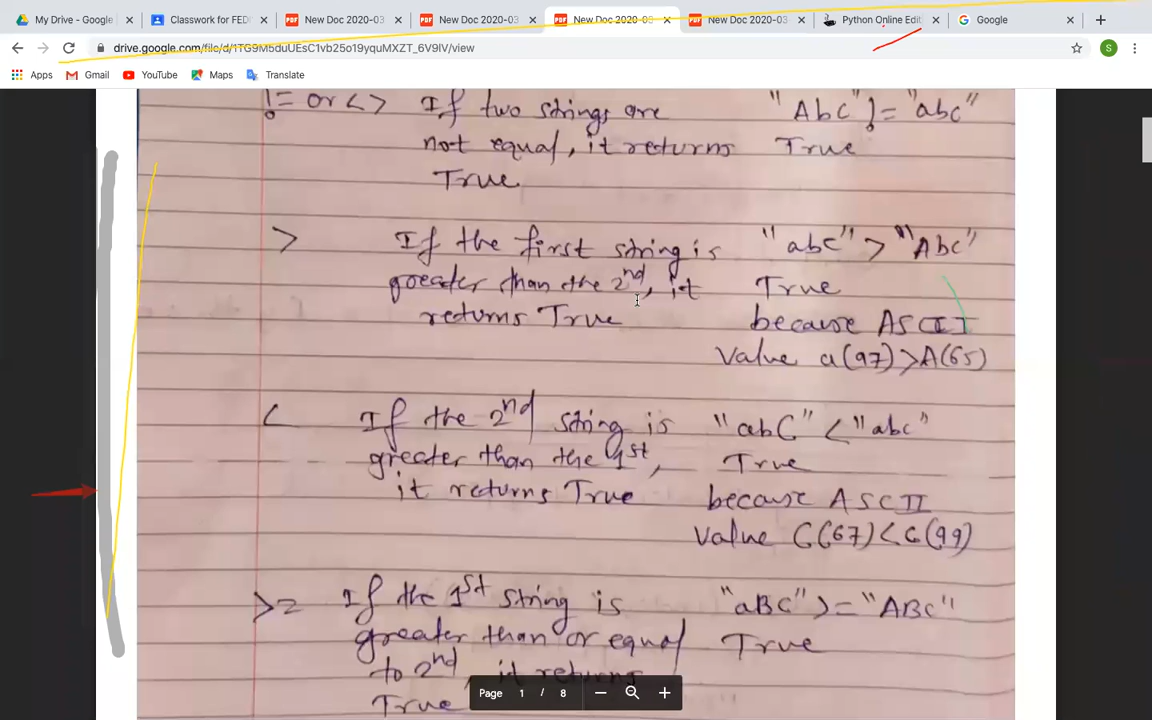 My Drive - Google
Classwork for FED
New Doc 2020-03
New Doc 2020-03
New Doc 2020-05
New Doc 2020-03
Python Online Edit
Google
drive.google.com/file/d/1TG9M5duUEsC1vb25o19yquMXZT_6V9lV/view
S
Apps
Gmail
YouTube
Maps
Translate
!= or <> If two strings are "Abc" != "abc"
not equal, it returns True
True
> If the first string is "abc" > "Abc"
greater than the 2nd, it True
returns True because ASCII
value a(97)>A(65)
< If the 2nd string is "abC" < "abc"
greater than the 1st, True
it returns True because ASCII
value C(67)<c(99)
>= If the 1st string is "aBC" >= "ABC"
greater than or equal True
to 2nd, it returns
True
Page 1 / 8